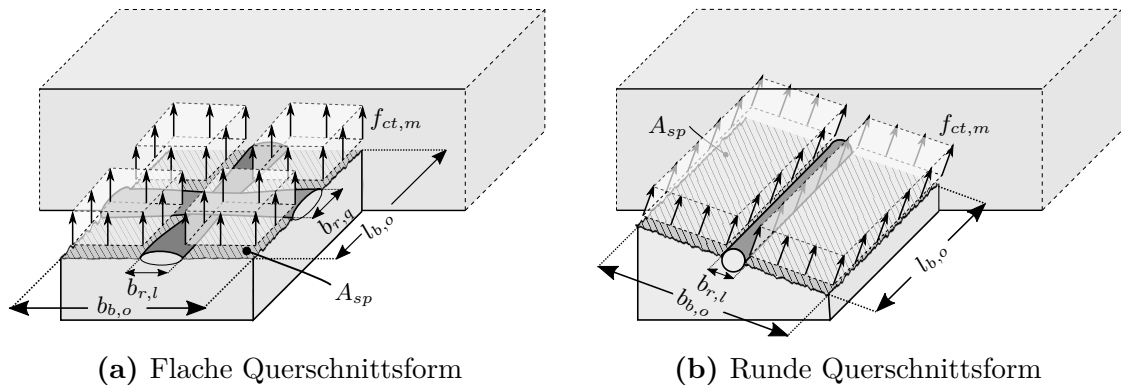 f_{ct,m}
b_{r,q}
l_{b,o}
b_{r,l}
b_{b,o}
A_{sp}
(a) Flache Querschnittsform
A_{sp}
f_{ct,m}
l_{b,o}
b_{r,l}
b_{b,o}
(b) Runde Querschnittsform